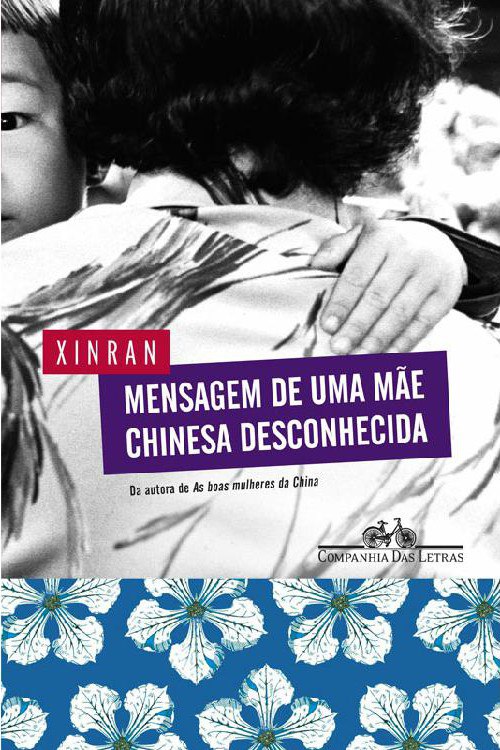 XINRAN
MENSAGEM DE UMA MÃE
CHINESA DESCONHECIDA
Da autora de As boas mulheres da China
COMPANHIA DAS LETRAS